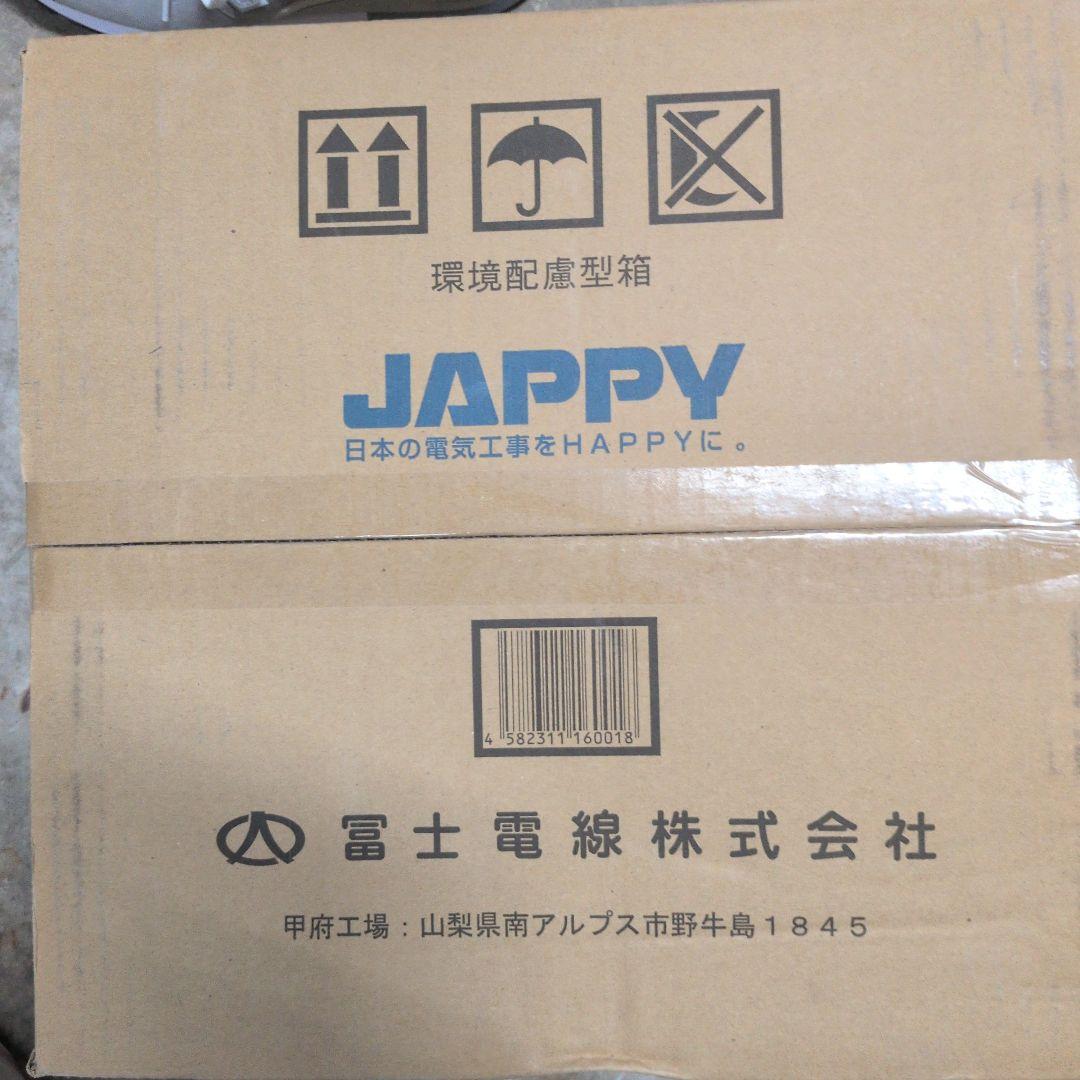 環境配慮型箱
JAPPY
日本の電気工事をHAPPYに。
4 582311 160018
冨士電線株式会社
甲府工場：山梨県南アルプス市野牛島1845